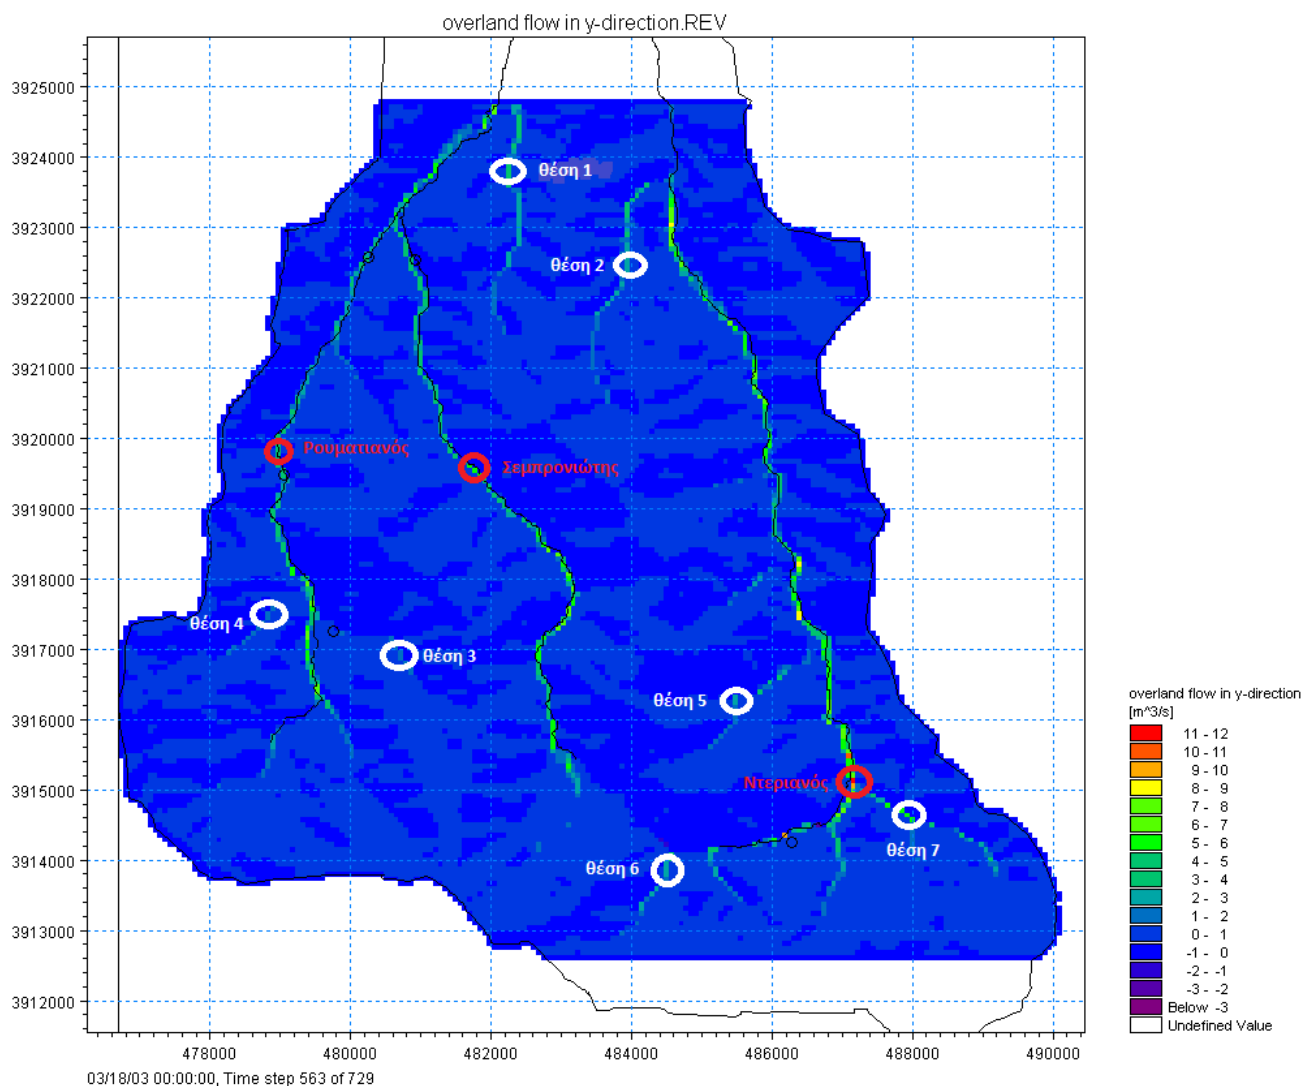 overland flow in y-direction.REV
3925000
3924000
3923000
3922000
3921000
3920000
3919000
3918000
3917000
3916000
3915000
3914000
3913000
3912000
θέση 1
θέση 2
Ρουματιανός
Σεμπρονιώτης
θέση 4
θέση 3
θέση 5
Ντεριανός
θέση 7
θέση 6
478000 480000 482000 484000 486000 488000 490000
03/18/03 00:00:00, Time step 563 of 729
overland flow in y-direction
[m^3/s]
11 - 12
10 - 11
9 - 10
8 - 9
7 - 8
6 - 7
5 - 6
4 - 5
3 - 4
2 - 3
1 - 2
0 - 1
-1 - 0
-2 - -1
-3 - -2
Below -3
Undefined Value